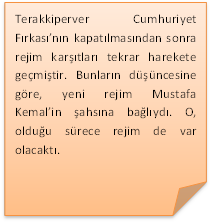 Terakkiperver Cumhuriyet
Fırkası’nın kapatılmasından sonra
rejim karşıtları tekrar harekete
geçmiştir. Bunların düşüncesine
göre, yeni rejim Mustafa
Kemal’in şahsına bağlıydı. O,
olduğu sürece rejim de var
olacaktı.